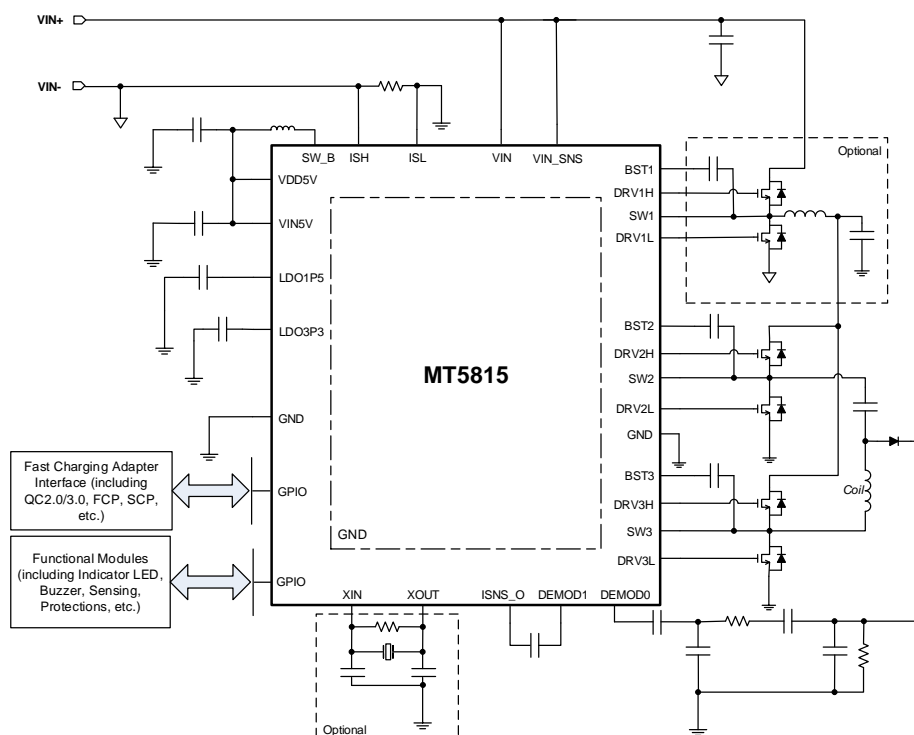 VIN+
VIN-
SW_B
ISH
ISL
VIN
VIN_SNS
Optional
BST1
DRV1H
SW1
DRV1L
VDD5V
VIN5V
LDO1P5
LDO3P3
GND
GPIO
GPIO
MT5815
GND
BST2
DRV2H
SW2
DRV2L
GND
BST3
DRV3H
SW3
DRV3L
Coil
Fast Charging Adapter
Interface (including
QC2.0/3.0, FCP, SCP,
etc.)
Functional Modules
(including Indicator LED,
Buzzer, Sensing,
Protections, etc.)
XIN
XOUT
ISNS_O
DEMOD1
DEMOD0
Optional